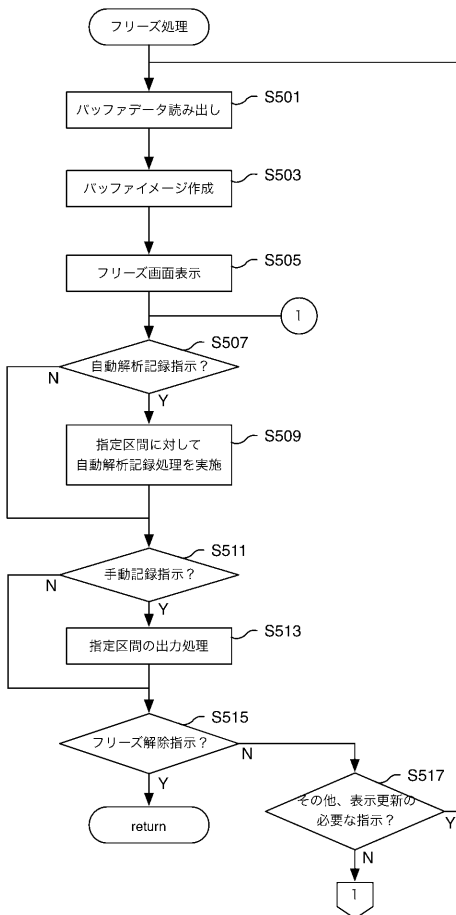 フリーズ処理
バッファデータ読み出し
S501
バッファイメージ作成
S503
フリーズ画面表示
S505
1
自動解析記録指示？
S507
N
Y
指定区間に対して
自動解析記録処理を実施
S509
手動記録指示？
S511
N
Y
指定区間の出力処理
S513
フリーズ解除指示？
S515
N
Y
return
その他、表示更新の
必要な指示？
S517
Y
N
1